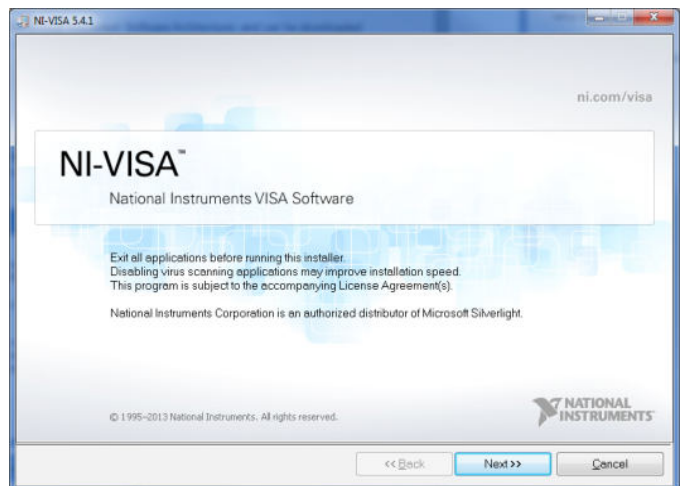 NI-VISA 5.4.1
ni.com/visa
NI-VISA™
National Instruments VISA Software
Exit all applications before running this installer.
Disabling virus scanning applications may improve installation speed.
This program is subject to the accompanying License Agreement(s).
National Instruments Corporation is an authorized distributor of Microsoft Silverlight.
© 1995–2013 National Instruments. All rights reserved.
NATIONAL
INSTRUMENTS
<< Back
Next >>
Cancel